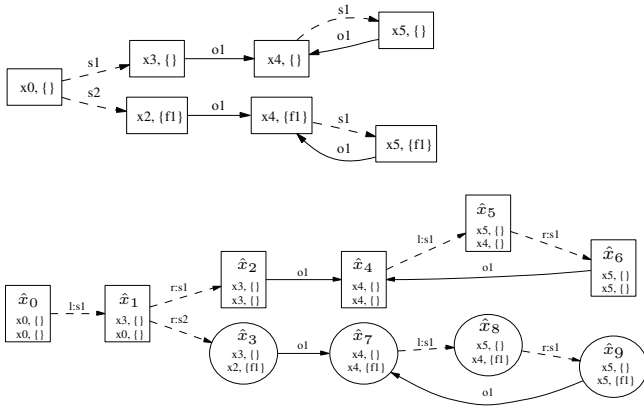 s1
x5, {}
s1
x3, {}
o1
x4, {}
o1
x0, {}
s2
x2, {f1}
o1
x4, {f1}
s1
x5, {f1}
o1
x̂5
x5, {}
x4, {}
l:s1
r:s1
x̂2
x3, {}
x3, {}
o1
x̂4
x4, {}
x4, {}
x̂6
x5, {}
x5, {}
o1
r:s1
x̂0
x0, {}
x0, {}
l:s1
x̂1
x3, {}
x0, {}
r:s2
x̂3
x3, {}
x2, {f1}
o1
x̂7
x4, {}
x4, {f1}
l:s1
x̂8
x5, {}
x4, {f1}
r:s1
x̂9
x5, {}
x5, {f1}
o1